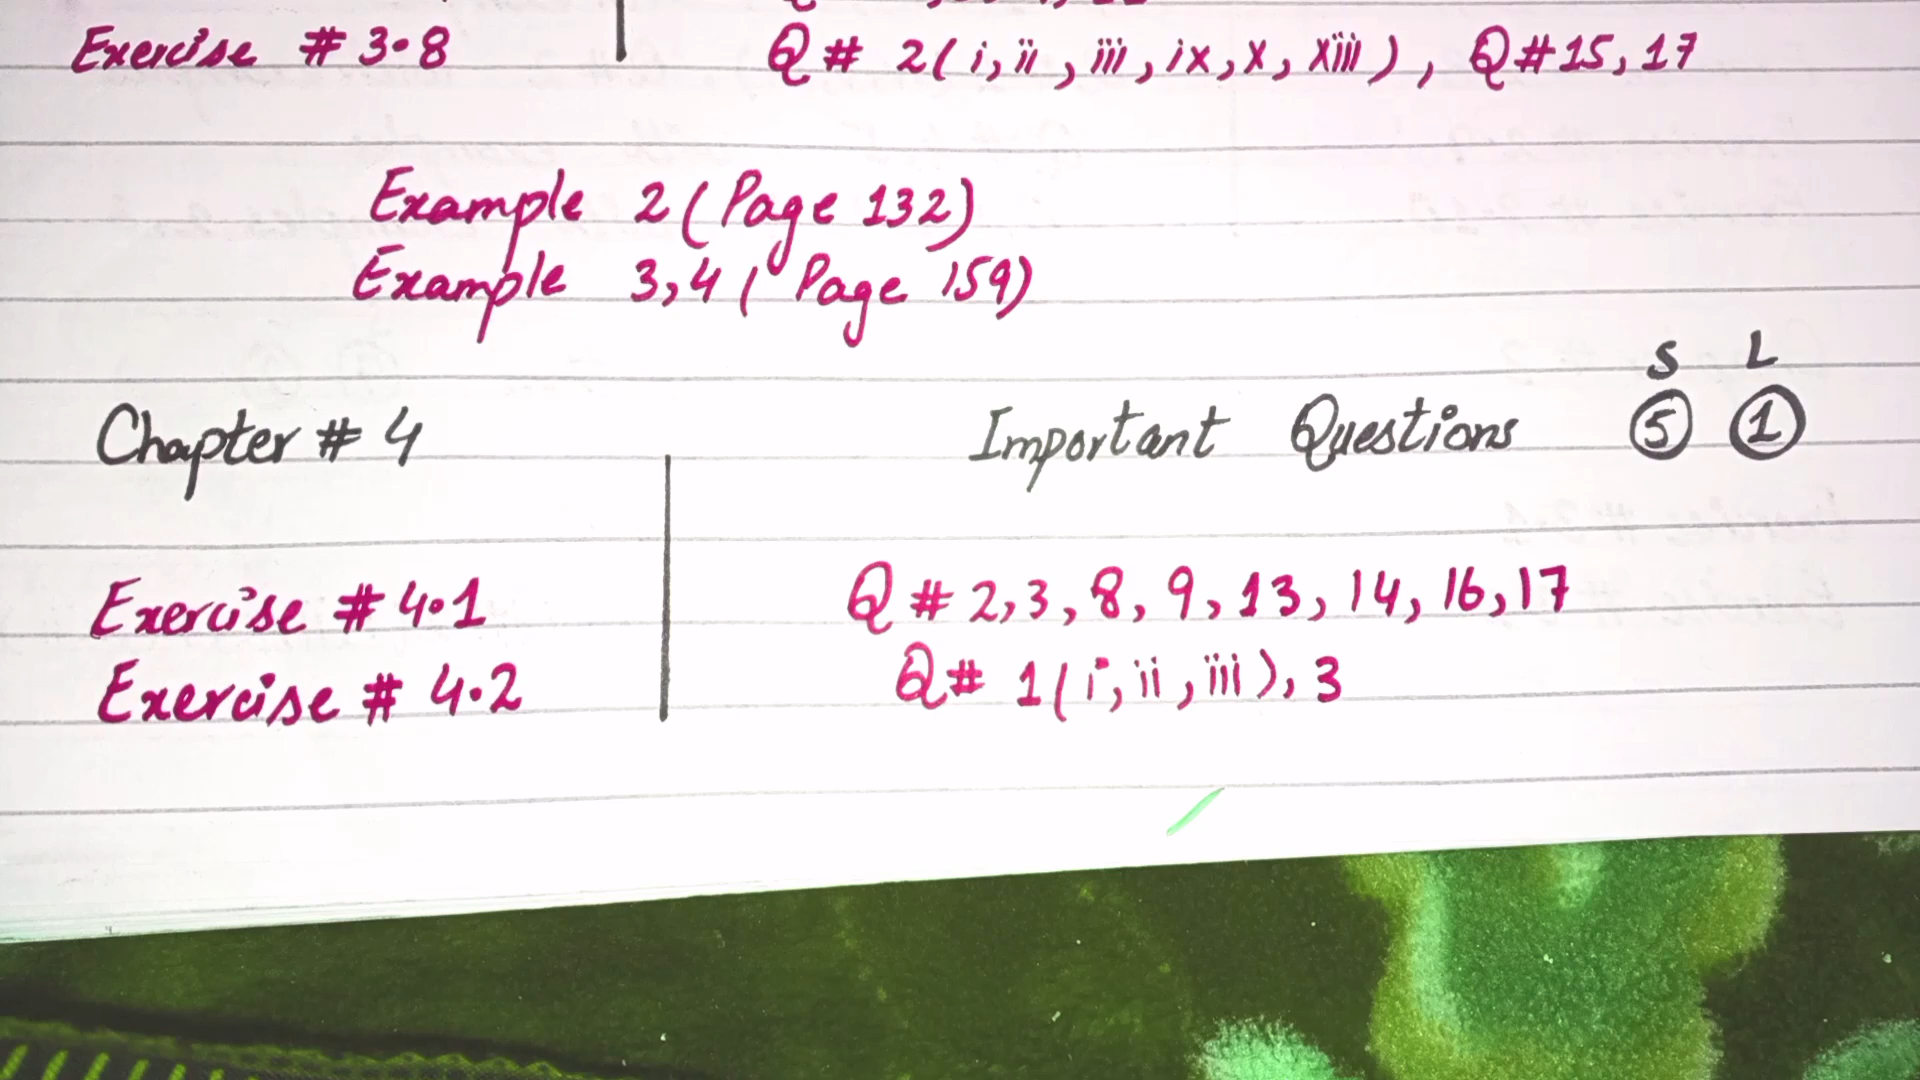 Exercise # 3.8 Q # 2(i, ii, iii, ix, x, xiii), Q#15, 17
Example 2 (Page 132)
Example 3,4 (Page 159)
S L
Chapter # 4 Important Questions 5 1
Exercise # 4.1 Q # 2,3, 8, 9, 13, 14, 16, 17
Exercise # 4.2 Q# 1(i, ii, iii), 3